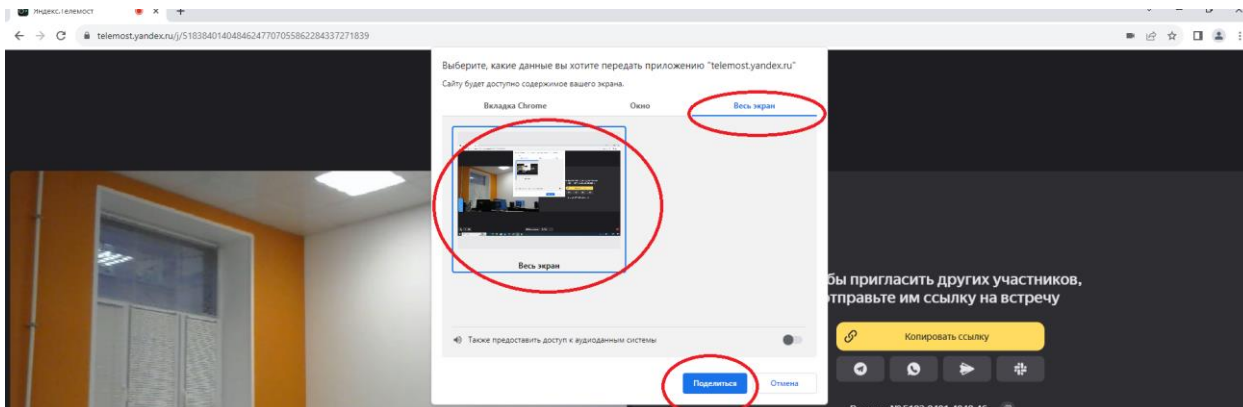 Яндекс.Телемост
telemost.yandex.ru/j/51838401404846247707055862284337271839
Выберите, какие данные вы хотите передать приложению "telemost.yandex.ru"
Сайту будет доступно содержимое вашего экрана.
Вкладка Chrome
Окно
Весь экран
Весь экран
Также предоставить доступ к аудиоданным системы
Поделиться
Отмена
бы пригласить других участников,
тправьте им ссылку на встречу
Копировать ссылку